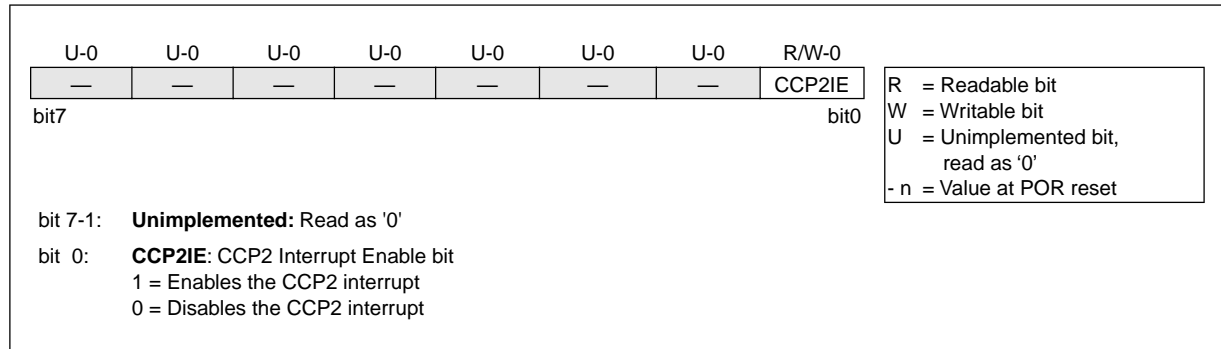 U-0 U-0 U-0 U-0 U-0 U-0 U-0 R/W-0
— — — — — — — CCP2IE
bit7 bit0
R = Readable bit
W = Writable bit
U = Unimplemented bit,
read as ‘0’
- n = Value at POR reset
bit 7-1: Unimplemented: Read as '0'
bit 0: CCP2IE: CCP2 Interrupt Enable bit
1 = Enables the CCP2 interrupt
0 = Disables the CCP2 interrupt